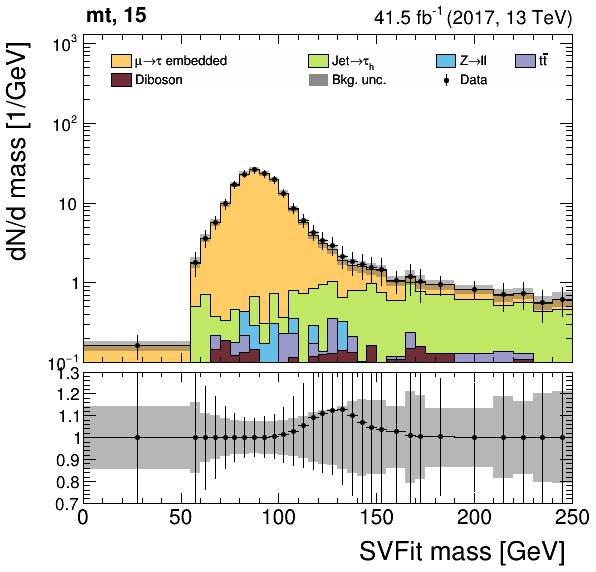 mt, 15 41.5 fb⁻¹ (2017, 13 TeV)
dN/d mass [1/GeV]
10³
10²
10
1
10⁻¹
μ→τ embedded Jet→τₕ Z→ll tt̄
Diboson Bkg. unc. Data
1.3
1.2
1.1
1
0.9
0.8
0.7
0 50 100 150 200 250
SVFit mass [GeV]